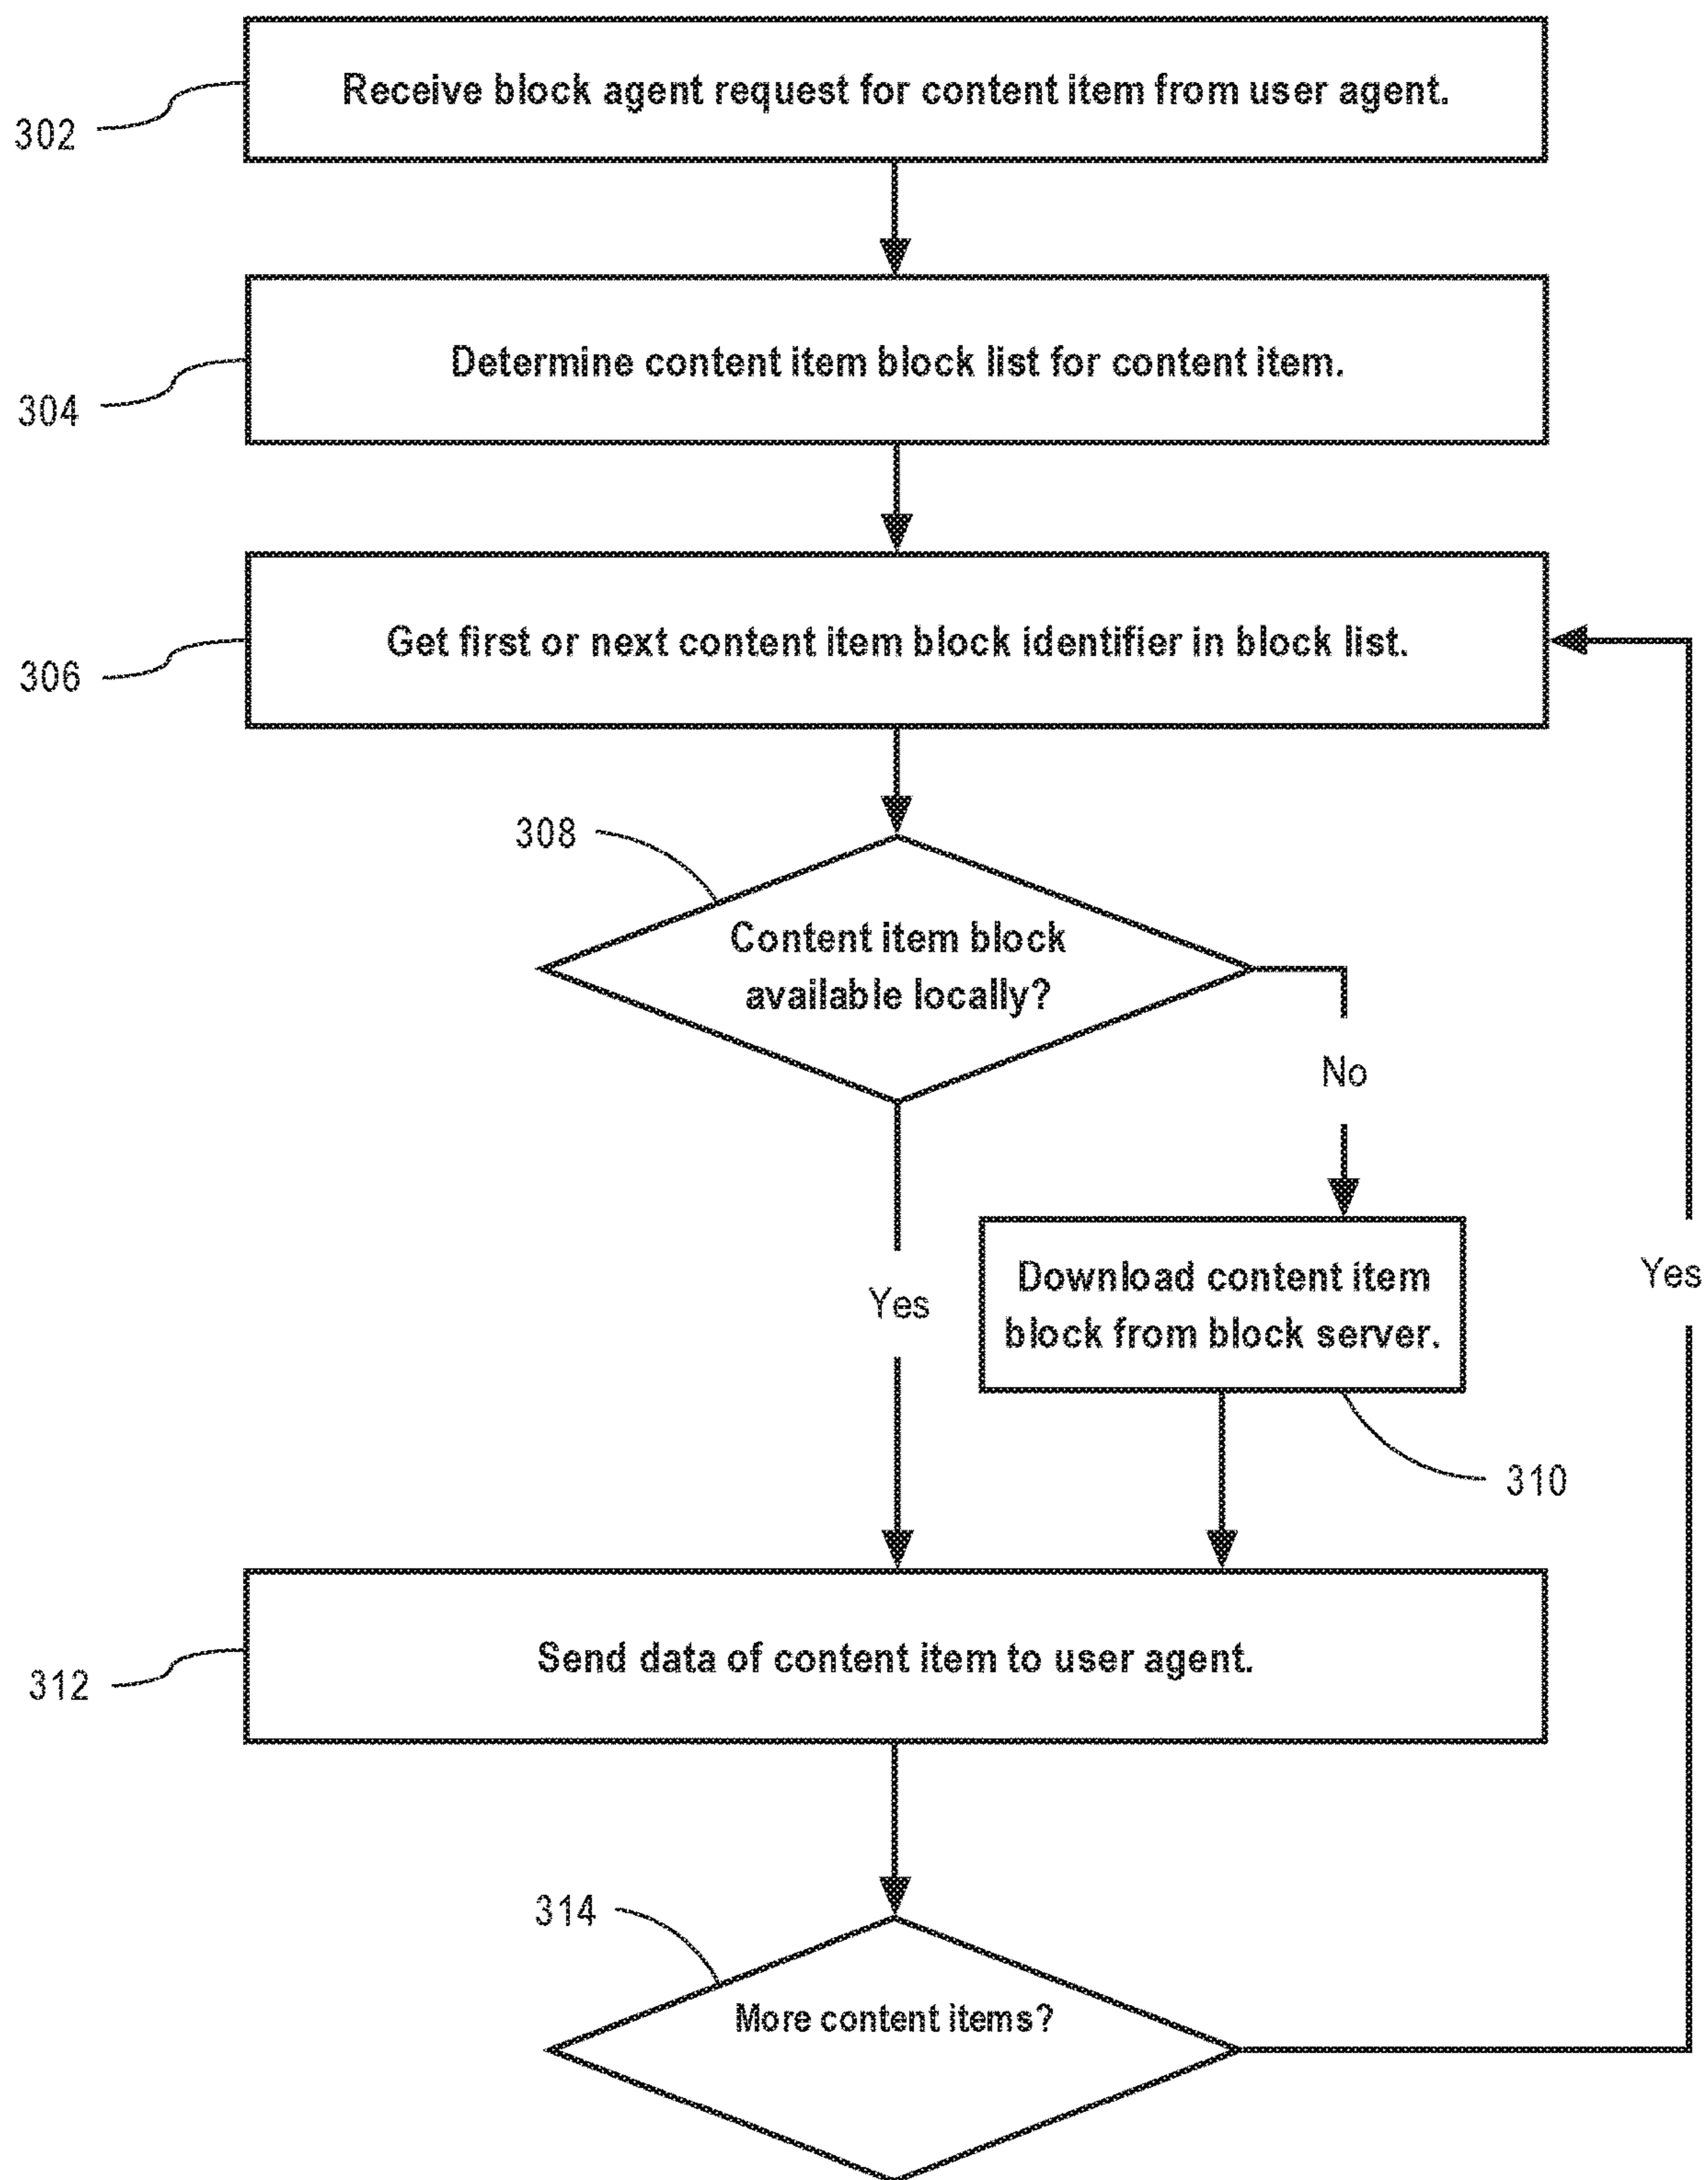 Receive block agent request for content item from user agent.
302
Determine content item block list for content item.
304
Get first or next content item block identifier in block list.
306
308
Content item block
available locally?
No
Yes
Download content item
block from block server.
Yes
310
Send data of content item to user agent.
312
314
More content items?